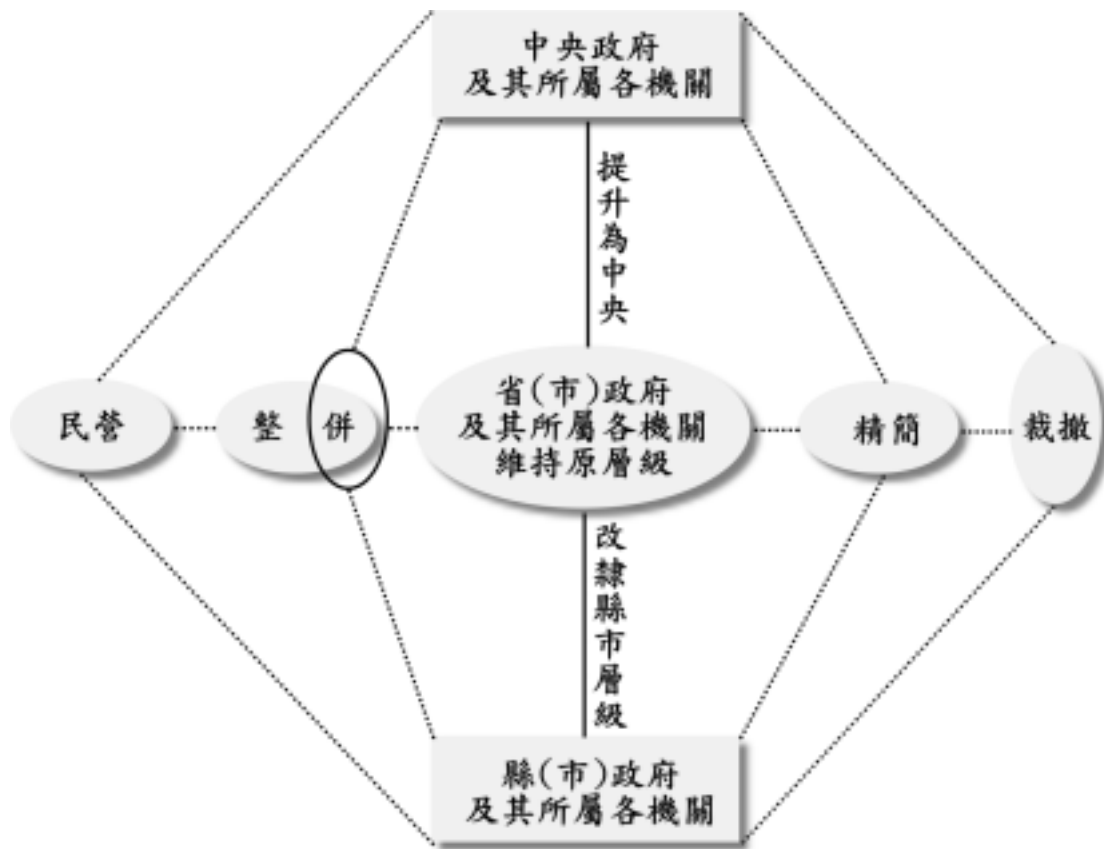 中央政府
及其所屬各機關
提升為中央
民營
整併
省(市)政府
及其所屬各機關
維持原層級
精簡
裁撤
改隸縣市層級
縣(市)政府
及其所屬各機關